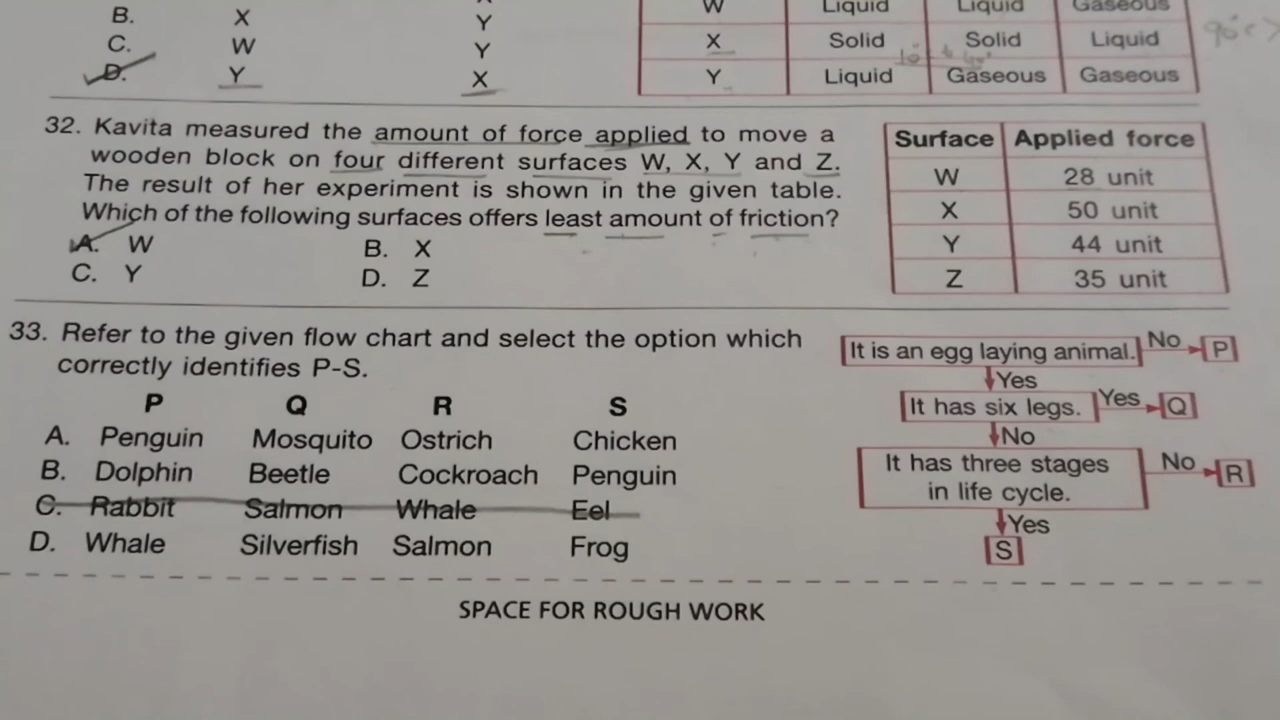 W Liquid Liquid Gaseous
B. X Y
C. W Y
X Solid Solid Liquid
D. Y X
Y Liquid Gaseous Gaseous
32. Kavita measured the amount of force applied to move a
wooden block on four different surfaces W, X, Y and Z.
The result of her experiment is shown in the given table.
Which of the following surfaces offers least amount of friction?
A. W B. X
C. Y D. Z
Surface Applied force
W 28 unit
X 50 unit
Y 44 unit
Z 35 unit
33. Refer to the given flow chart and select the option which
correctly identifies P-S.
P Q R S
A. Penguin Mosquito Ostrich Chicken
B. Dolphin Beetle Cockroach Penguin
C. Rabbit Salmon Whale Eel
D. Whale Silverfish Salmon Frog
It is an egg laying animal. No P
Yes
It has six legs. Yes Q
No
It has three stages
in life cycle. No R
Yes
S
SPACE FOR ROUGH WORK